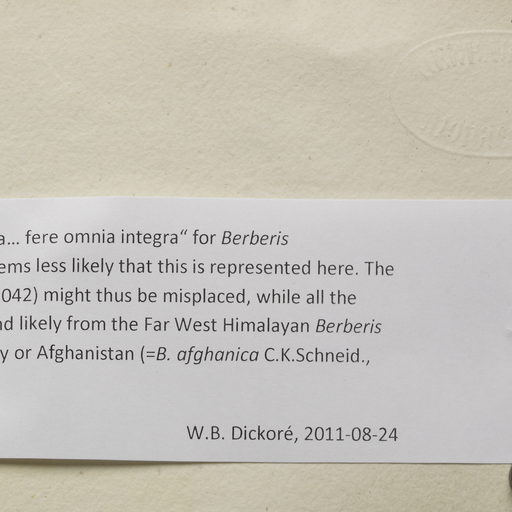 a... fere omnia integra“ for Berberis
ems less likely that this is represented here. The
042) might thus be misplaced, while all the
nd likely from the Far West Himalayan Berberis
y or Afghanistan (=B. afghanica C.K.Schneid.,
W.B. Dickoré, 2011-08-24